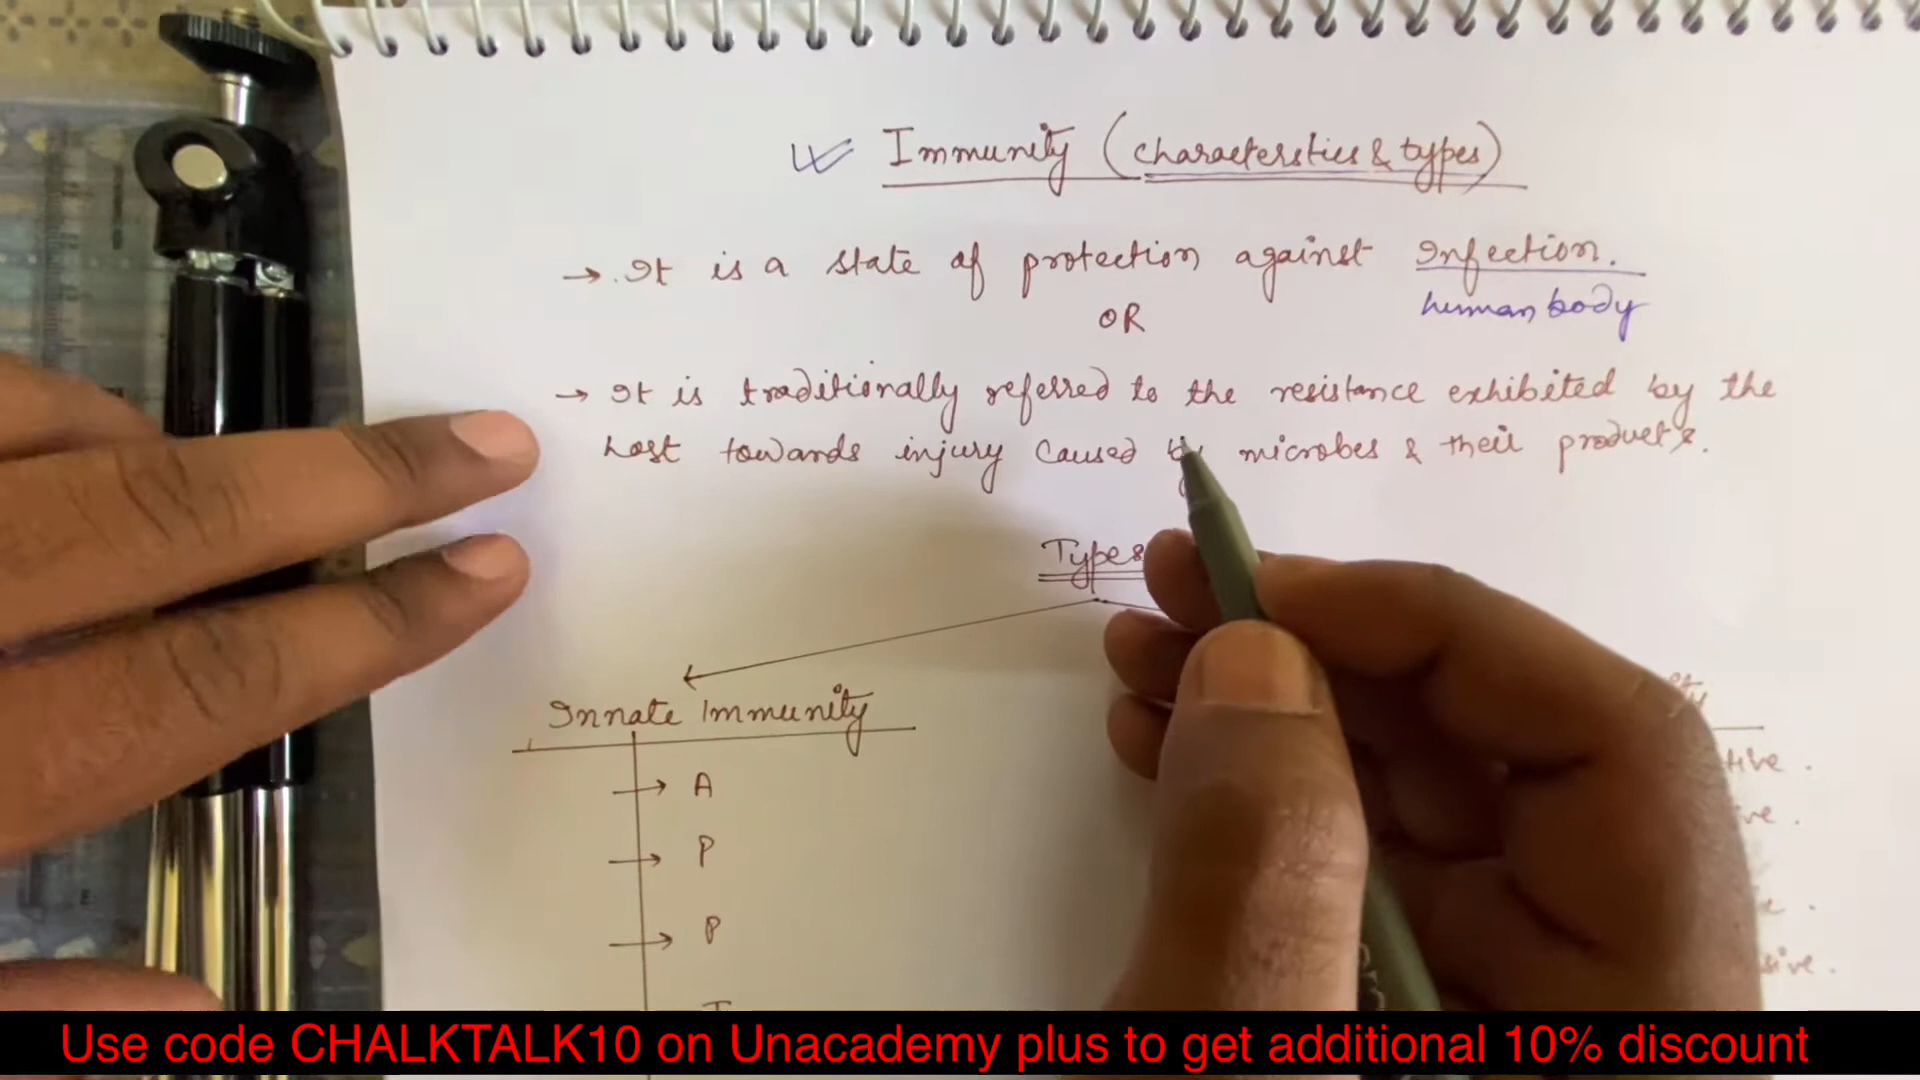 Immunity (characterstics & types)
→ It is a state of protection against Infection.
human body
OR
→ It is traditionally referred to the resistance exhibited by the
host towards injury caused by microbes & their products.
Types
Innate Immunity
→ A
→ P
→ P
Use code CHALKTALK10 on Unacademy plus to get additional 10% discount